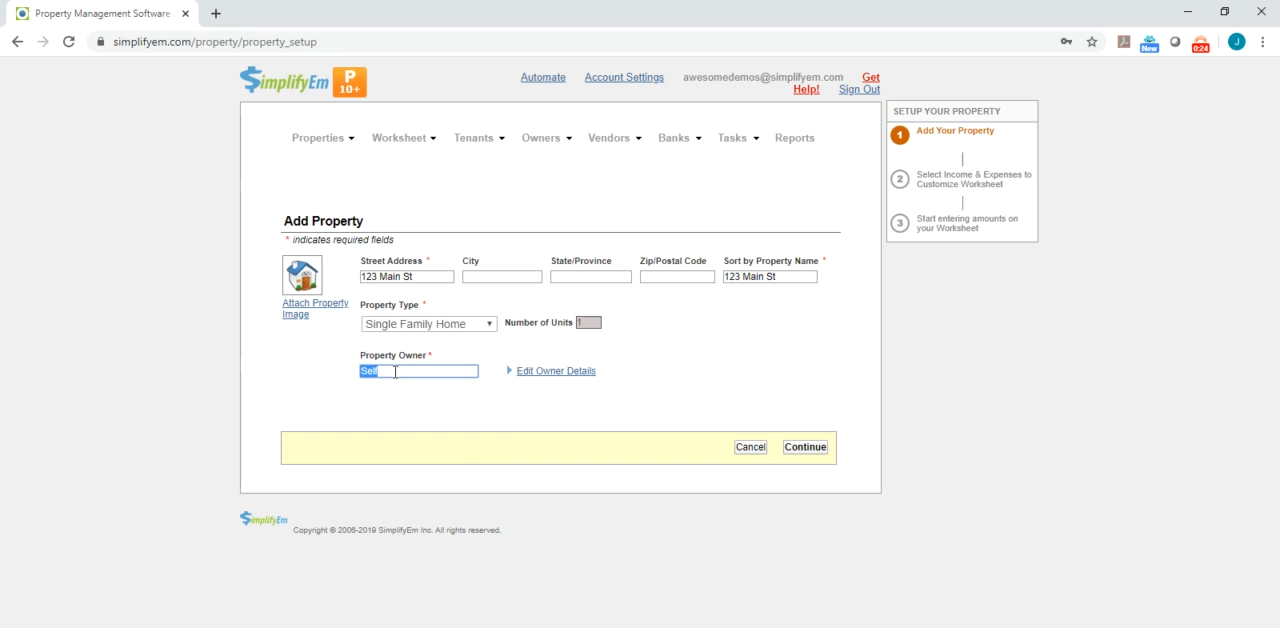 Property Management Software
simplifyem.com/property/property_setup
New
0:24
J
SimplifyEm
P
10+
Automate
Account Settings
awesomedemos@simplifyem.com
Get
Help!
Sign Out
Properties
Worksheet
Tenants
Owners
Vendors
Banks
Tasks
Reports
SETUP YOUR PROPERTY
1
Add Your Property
2
Select Income & Expenses to
Customize Worksheet
3
Start entering amounts on
your Worksheet
Add Property
* indicates required fields
Street Address *
City
State/Province
Zip/Postal Code
Sort by Property Name *
123 Main St
123 Main St
Attach Property
Image
Property Type *
Single Family Home
Number of Units
1
Property Owner *
Self
Edit Owner Details
Cancel
Continue
SimplifyEm
Copyright © 2006-2019 SimplifyEm Inc. All rights reserved.